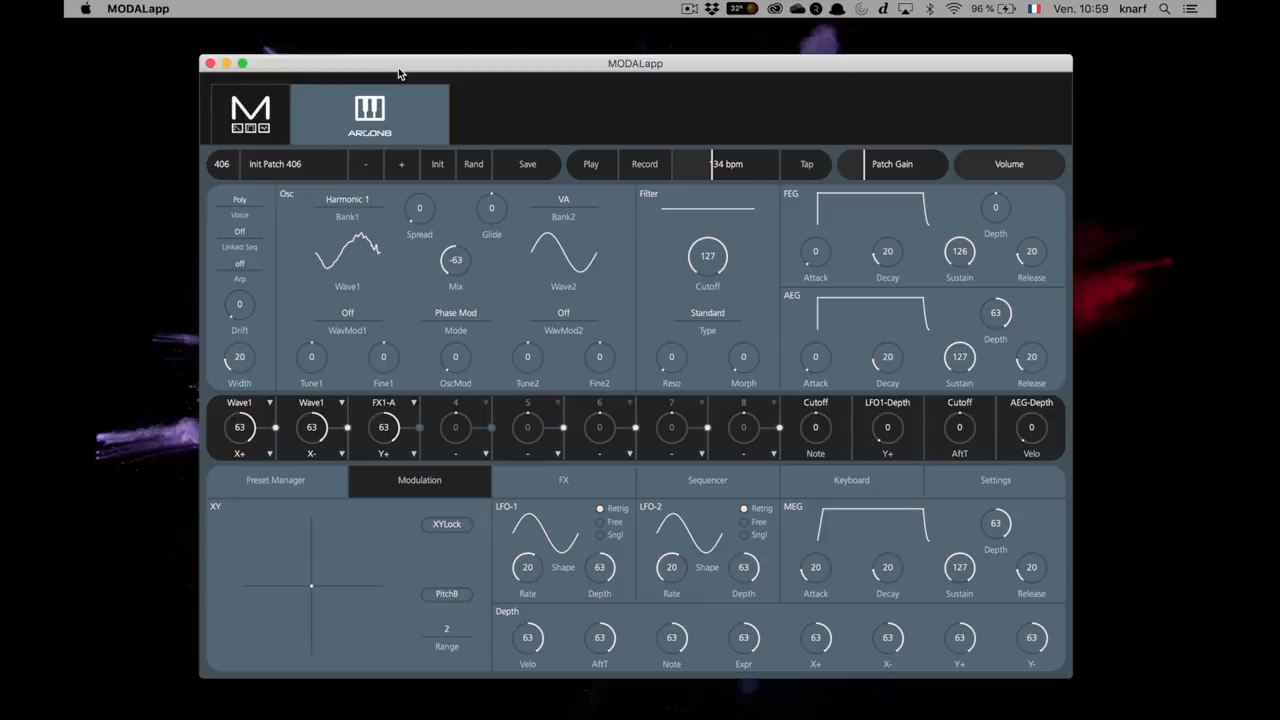 MODALapp
32°
96 %
Ven. 10:59
knarf
MODALapp
ARGON8
406 Init Patch 406 - + Init Rand Save Play Record 134 bpm Tap Patch Gain Volume
Poly
Voice
Off
Linked Seq
off
Arp
0
Drift
20
Width
Osc
Harmonic 1
Bank1
0
Spread
0
Glide
VA
Bank2
Wave1
-63
Mix
Wave2
Off
WavMod1
Phase Mod
Mode
Off
WavMod2
0 0 0 0 0
Tune1 Fine1 OscMod Tune2 Fine2
Filter
127
Cutoff
Standard
Type
0 0
Reso Morph
FEG
0
Depth
0 20 126 20
Attack Decay Sustain Release
AEG
63
Depth
0 20 127 20
Attack Decay Sustain Release
Wave1 Wave1 FX1-A 4 5 6 7 8 Cutoff LFO1-Depth Cutoff AEG-Depth
63 63 63 0 0 0 0 0 0 0 0 0
X+ X- Y+ - - - - - Note Y+ AftT Velo
Preset Manager Modulation FX Sequencer Keyboard Settings
XY
XYLock
PitchB
2
Range
LFO-1
Retrig
Free
Sngl
20 Shape 63
Rate Depth
LFO-2
Retrig
Free
Sngl
20 Shape 63
Rate Depth
MEG
63
Depth
20 20 127 20
Attack Decay Sustain Release
Depth
63 63 63 63 63 63 63 63
Velo AftT Note Expr X+ X- Y+ Y-